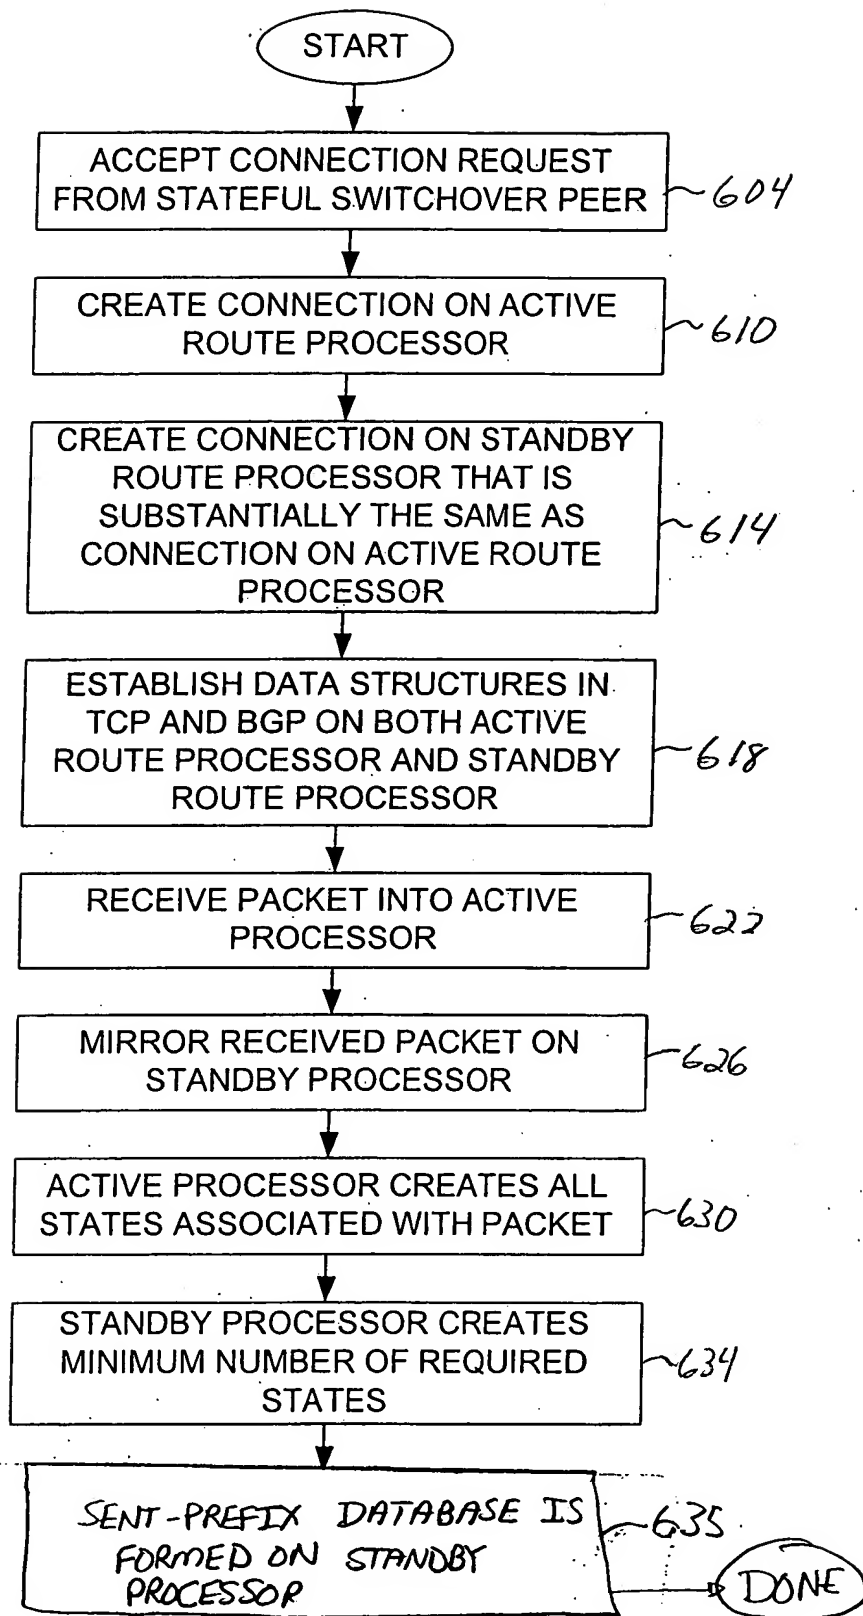 START
ACCEPT CONNECTION REQUEST
FROM STATEFUL SWITCHOVER PEER
604
CREATE CONNECTION ON ACTIVE
ROUTE PROCESSOR
610
CREATE CONNECTION ON STANDBY
ROUTE PROCESSOR THAT IS
SUBSTANTIALLY THE SAME AS
CONNECTION ON ACTIVE ROUTE
PROCESSOR
614
ESTABLISH DATA STRUCTURES IN
TCP AND BGP ON BOTH ACTIVE
ROUTE PROCESSOR AND STANDBY
ROUTE PROCESSOR
618
RECEIVE PACKET INTO ACTIVE
PROCESSOR
622
MIRROR RECEIVED PACKET ON
STANDBY PROCESSOR
626
ACTIVE PROCESSOR CREATES ALL
STATES ASSOCIATED WITH PACKET
630
STANDBY PROCESSOR CREATES
MINIMUM NUMBER OF REQUIRED
STATES
634
SENT-PREFIX DATABASE IS
FORMED ON STANDBY
PROCESSOR
635
DONE